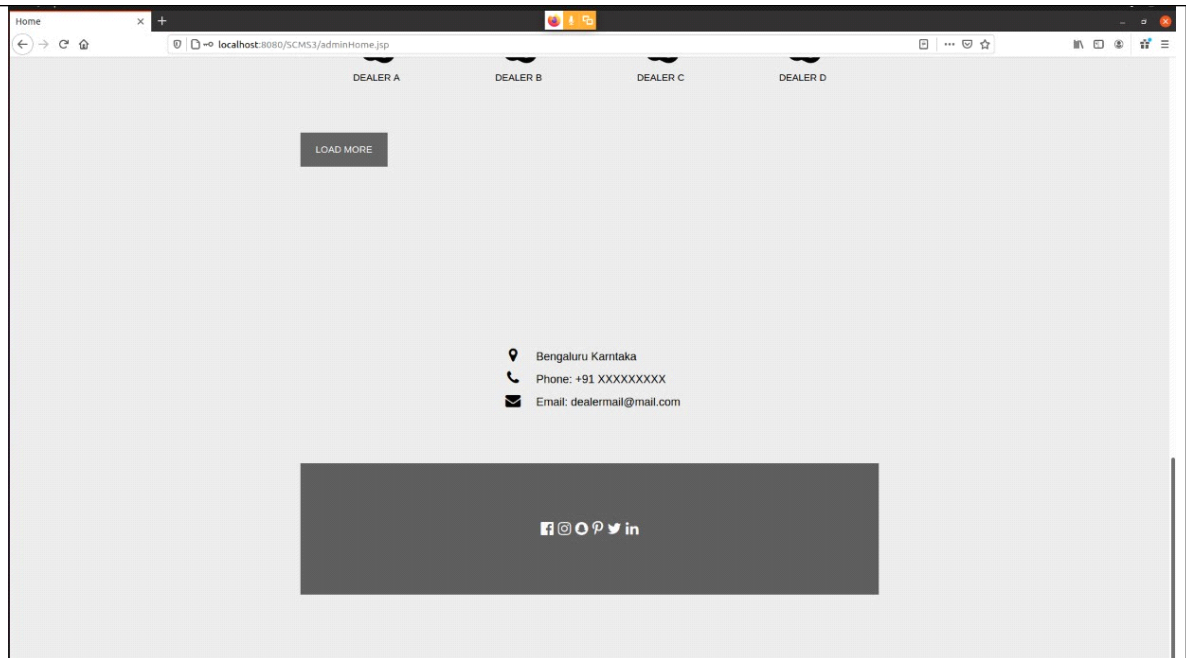 Home
localhost:8080/SCMS3/adminHome.jsp
DEALER A DEALER B DEALER C DEALER D
LOAD MORE
Bengaluru Karntaka
Phone: +91 XXXXXXXXX
Email: dealermail@mail.com